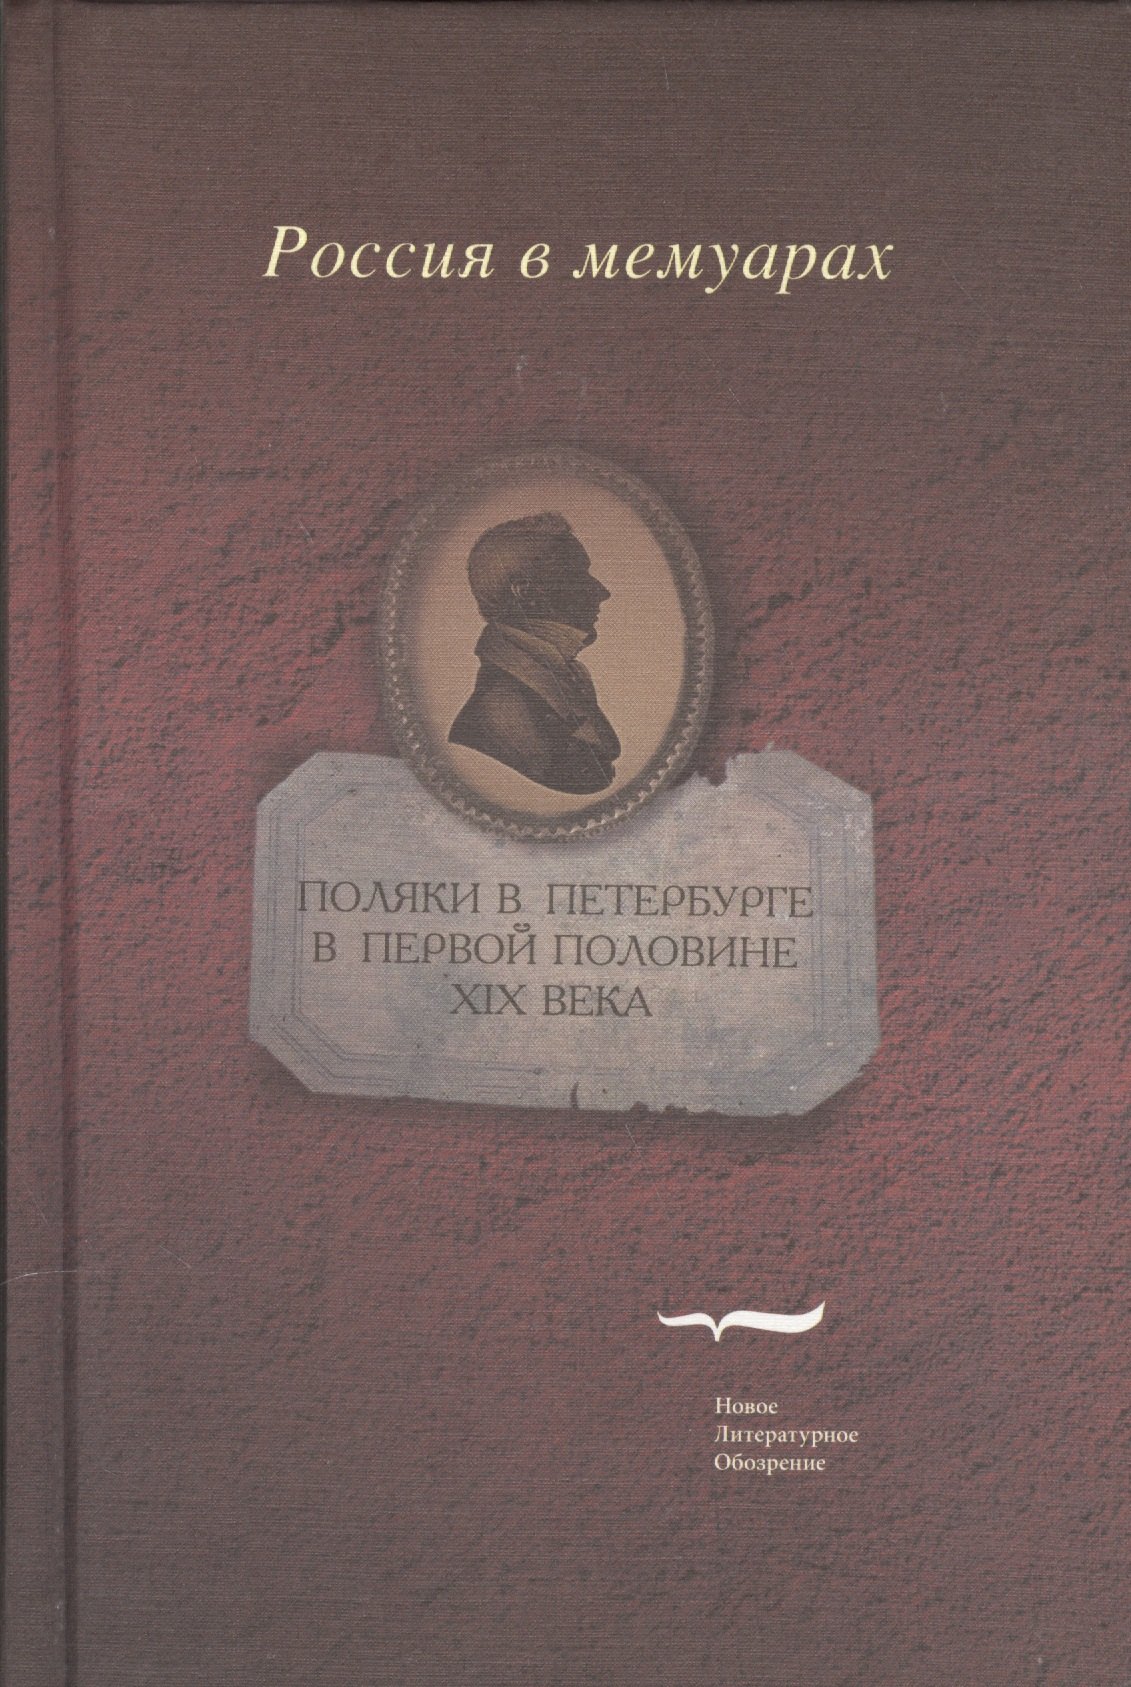 Россия в мемуарах
ПОЛЯКИ В ПЕТЕРБУРГЕ
В ПЕРВОЙ ПОЛОВИНЕ
XIX ВЕКА
Новое
Литературное
Обозрение